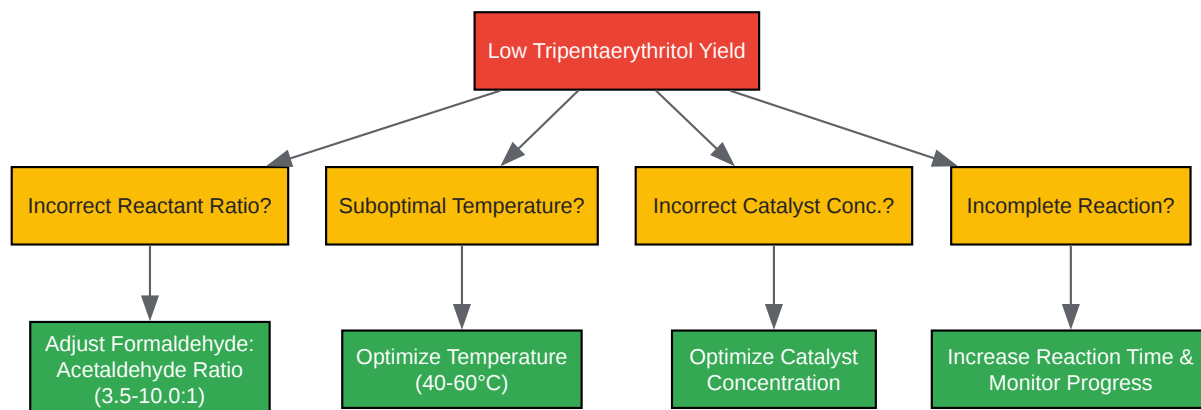 Low Tripentaerythritol Yield
Incorrect Reactant Ratio?
Suboptimal Temperature?
Incorrect Catalyst Conc.?
Incomplete Reaction?
Adjust Formaldehyde:
Acetaldehyde Ratio
(3.5-10.0:1)
Optimize Temperature
(40-60°C)
Optimize Catalyst
Concentration
Increase Reaction Time &
Monitor Progress